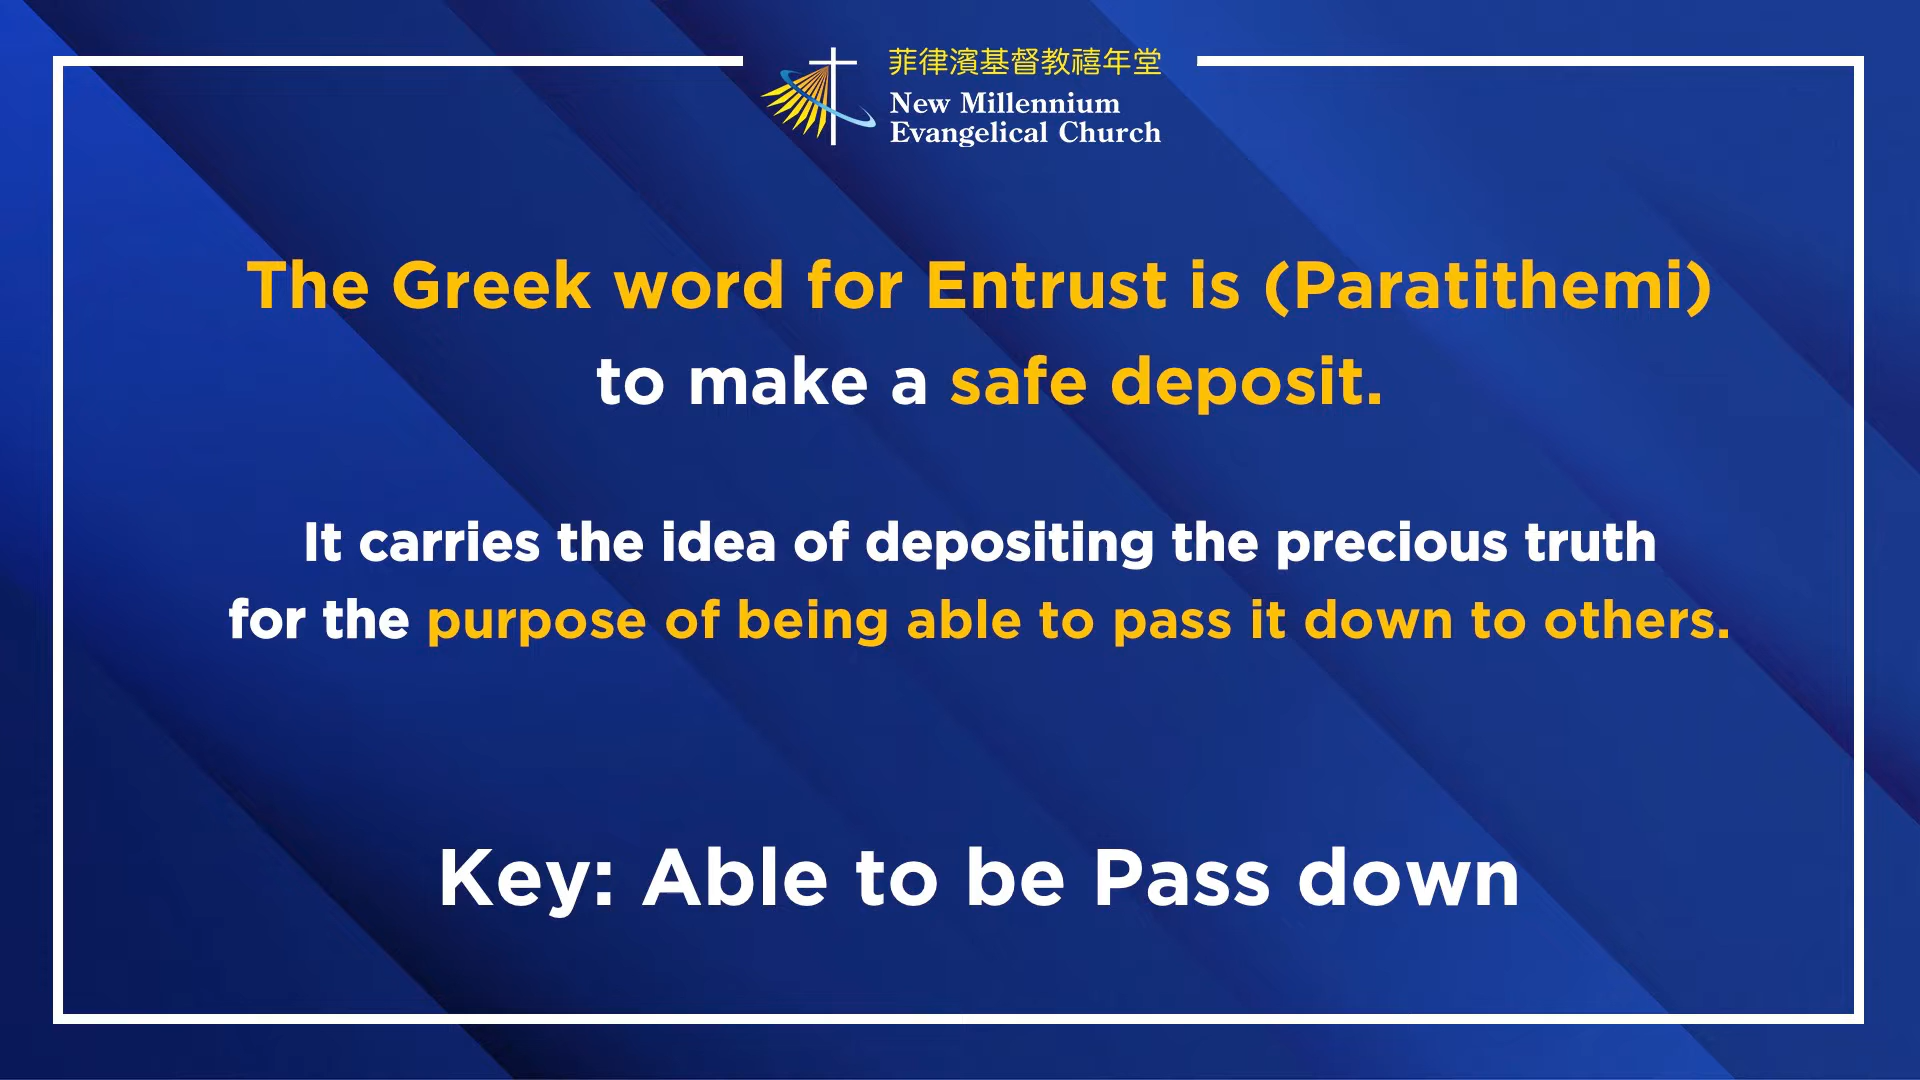 菲律濱基督教禧年堂
New Millennium
Evangelical Church
The Greek word for Entrust is (Paratithemi)
to make a safe deposit.
It carries the idea of depositing the precious truth
for the purpose of being able to pass it down to others.
Key: Able to be Pass down